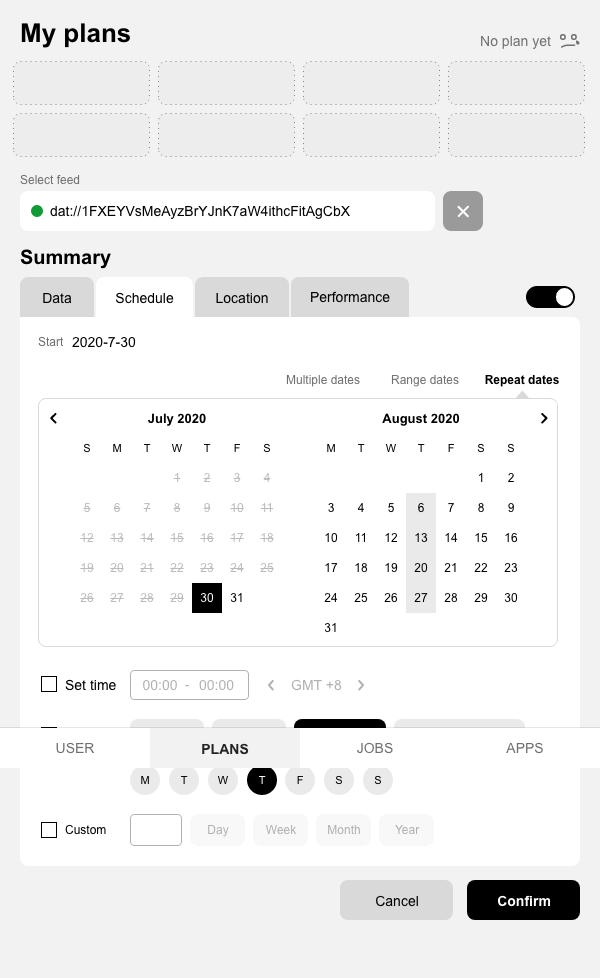 My plans
No plan yet
Select feed
dat://1FXEYVsMeAyzBrYJnK7aW4ithcFitAgCbX
Summary
Data Schedule Location Performance
Start 2020-7-30
Multiple dates Range dates Repeat dates
July 2020 August 2020
S M T W T F S M T W T F S S
1 2 3 4 1 2
5 6 7 8 9 10 11 3 4 5 6 7 8 9
12 13 14 15 16 17 18 10 11 12 13 14 15 16
19 20 21 22 23 24 25 17 18 19 20 21 22 23
26 27 28 29 30 31 24 25 26 27 28 29 30
31
Set time 00:00 - 00:00 GMT +8
USER PLANS JOBS APPS
M T W T F S S
Custom Day Week Month Year
Cancel Confirm